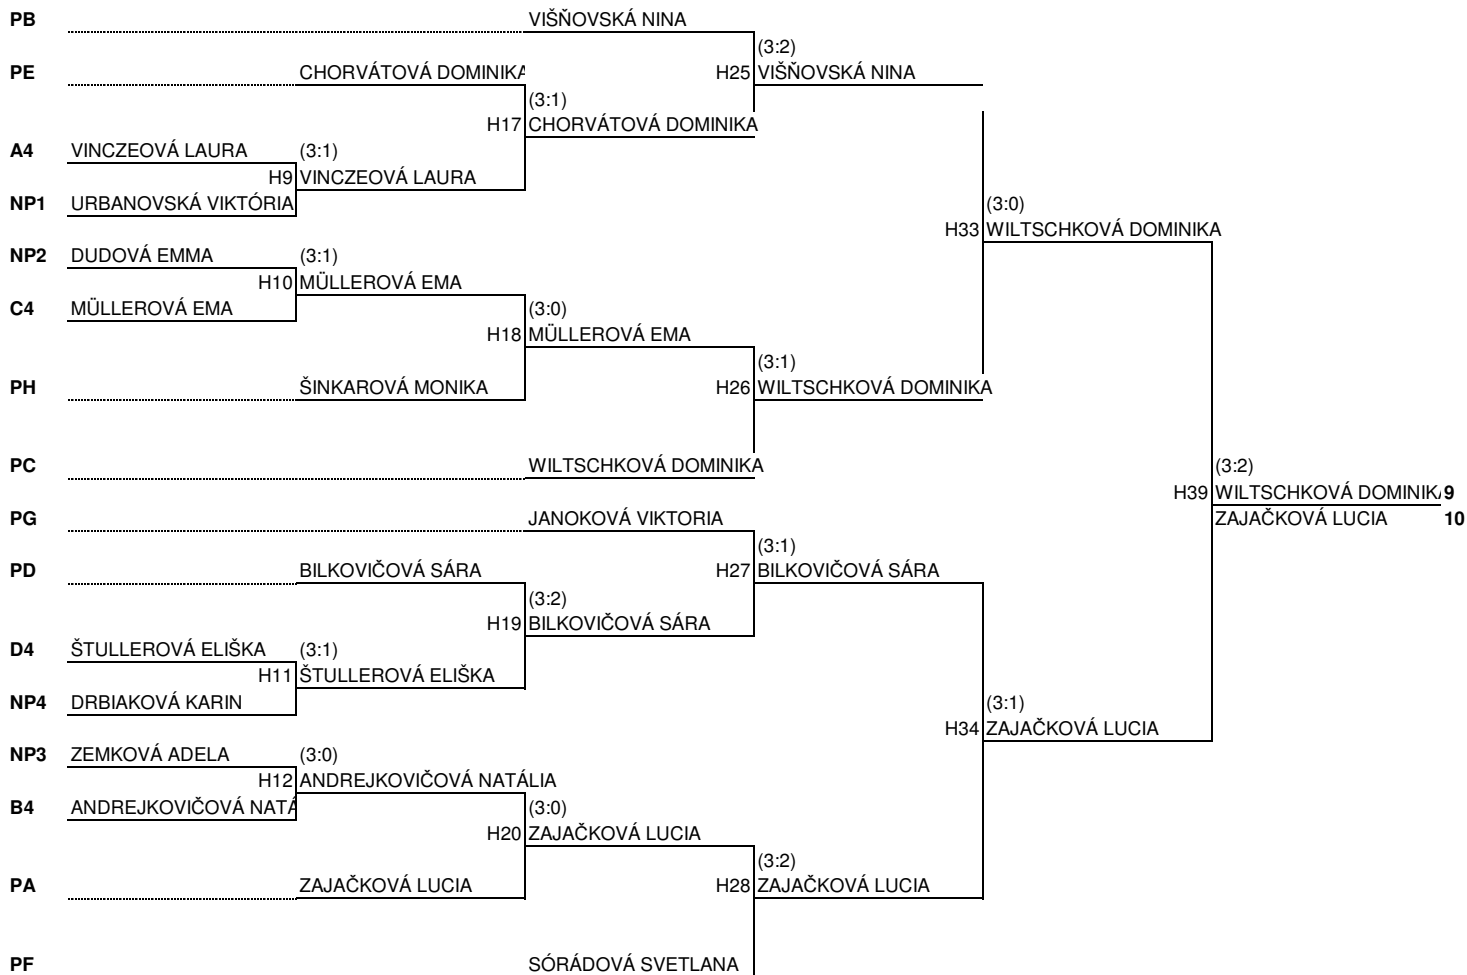 PB VIŠŇOVSKÁ NINA
(3:2)
PE CHORVÁTOVÁ DOMINIKA H25 VIŠŇOVSKÁ NINA
(3:1)
H17 CHORVÁTOVÁ DOMINIKA
A4 VINCZEOVÁ LAURA (3:1)
H9 VINCZEOVÁ LAURA
NP1 URBANOVSKÁ VIKTÓRIA (3:0)
H33 WILTSCHKOVÁ DOMINIKA
NP2 DUDOVÁ EMMA (3:1)
H10 MÜLLEROVÁ EMA
C4 MÜLLEROVÁ EMA (3:0)
H18 MÜLLEROVÁ EMA
(3:1)
PH ŠINKAROVÁ MONIKA H26 WILTSCHKOVÁ DOMINIKA
PC WILTSCHKOVÁ DOMINIKA (3:2)
H39 WILTSCHKOVÁ DOMINIK 9
PG JANOKOVÁ VIKTORIA ZAJAČKOVÁ LUCIA 10
(3:1)
PD BILKOVIČOVÁ SÁRA H27 BILKOVIČOVÁ SÁRA
(3:2)
H19 BILKOVIČOVÁ SÁRA
D4 ŠTULLEROVÁ ELIŠKA (3:1)
H11 ŠTULLEROVÁ ELIŠKA
NP4 DRBIAKOVÁ KARIN (3:1)
H34 ZAJAČKOVÁ LUCIA
NP3 ZEMKOVÁ ADELA (3:0)
H12 ANDREJKOVIČOVÁ NATÁLIA
B4 ANDREJKOVIČOVÁ NATÁ (3:0)
H20 ZAJAČKOVÁ LUCIA
(3:2)
PA ZAJAČKOVÁ LUCIA H28 ZAJAČKOVÁ LUCIA
PF SÓRÁDOVÁ SVETLANA